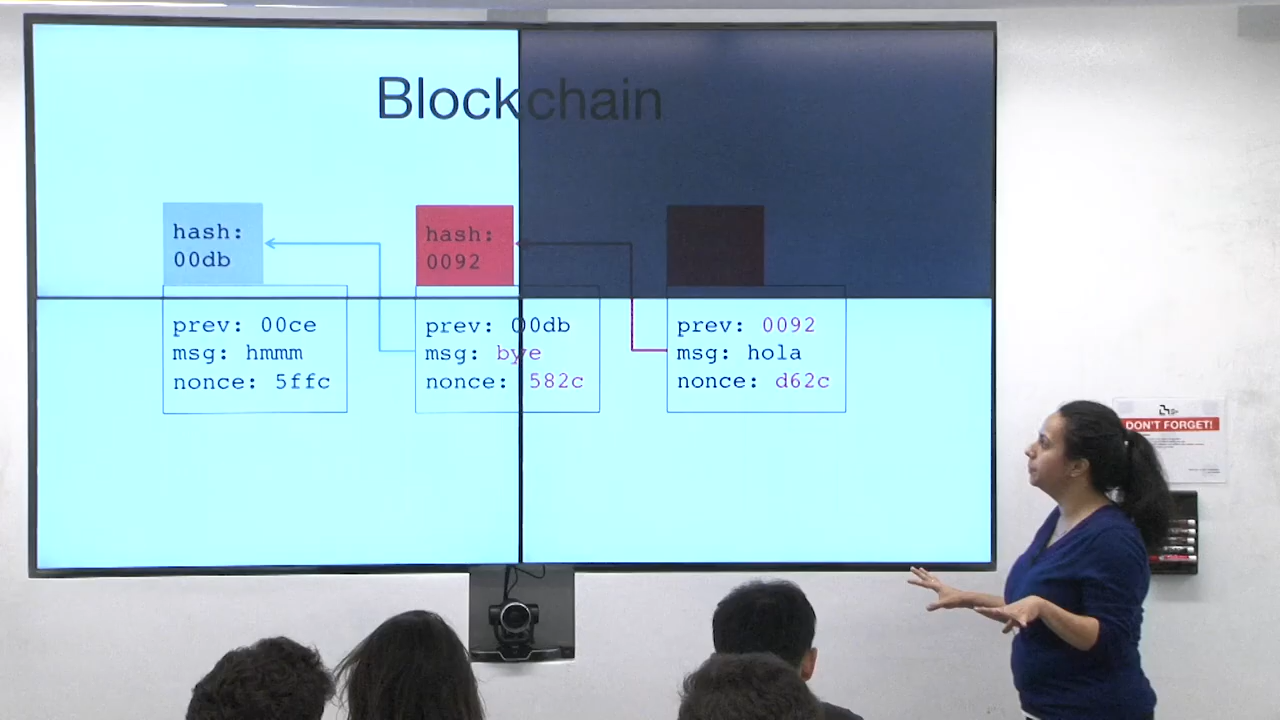 Blockchain
hash:
00db
hash:
0092
prev: 00ce
msg: hmmm
nonce: 5ffc
prev: 00db
msg: bye
nonce: 582c
prev: 0092
msg: hola
nonce: d62c
DON'T FORGET!